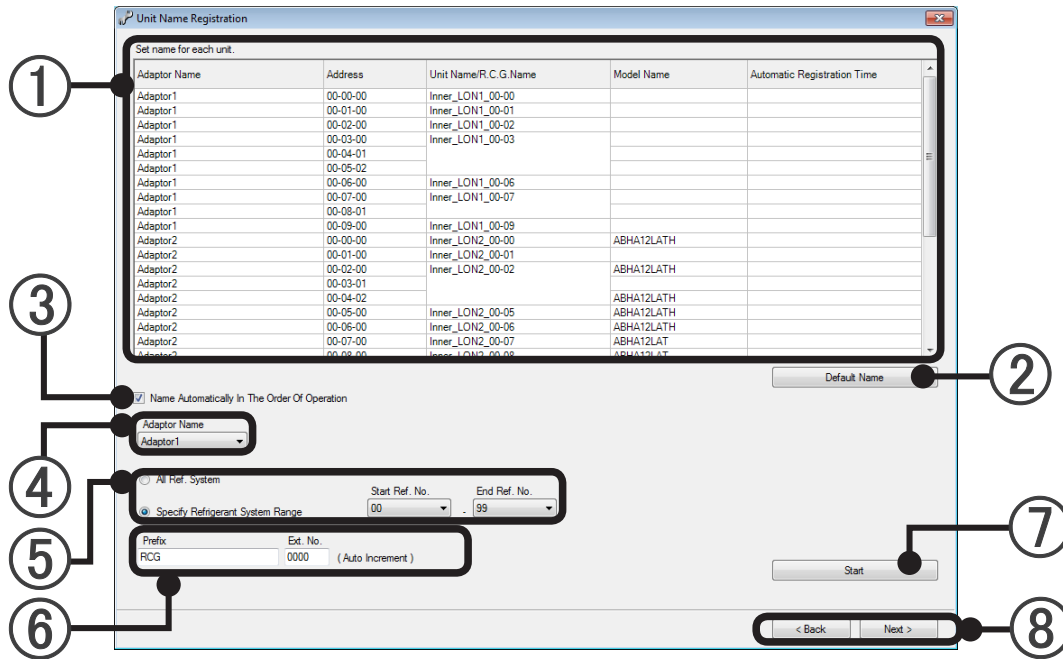 Unit Name Registration
Set name for each unit.
Adaptor Name Address Unit Name/R.C.G.Name Model Name Automatic Registration Time
Adaptor1 00-00-00 Inner_LON1_00-00
Adaptor1 00-01-00 Inner_LON1_00-01
Adaptor1 00-02-00 Inner_LON1_00-02
Adaptor1 00-03-00 Inner_LON1_00-03
Adaptor1 00-04-01
Adaptor1 00-05-02
Adaptor1 00-06-00 Inner_LON1_00-06
Adaptor1 00-07-00 Inner_LON1_00-07
Adaptor1 00-08-01
Adaptor1 00-09-00 Inner_LON1_00-09
Adaptor2 00-00-00 Inner_LON2_00-00 ABHA12LATH
Adaptor2 00-01-00 Inner_LON2_00-01
Adaptor2 00-02-00 Inner_LON2_00-02 ABHA12LATH
Adaptor2 00-03-01
Adaptor2 00-04-02 ABHA12LATH
Adaptor2 00-05-00 Inner_LON2_00-05 ABHA12LATH
Adaptor2 00-06-00 Inner_LON2_00-06 ABHA12LATH
Adaptor2 00-07-00 Inner_LON2_00-07 ABHA12LAT
Adaptor2 00-08-00 Inner_LON2_00-08 ABHA12LAT
①
Default Name
②
③
Name Automatically In The Order Of Operation
④
Adaptor Name
Adaptor1
⑤
All Ref. System
Start Ref. No. End Ref. No.
Specify Refrigerant System Range 00 - 99
⑥
Prefix Ext. No.
RCG 0000 ( Auto Increment )
⑦
Start
< Back Next >
⑧